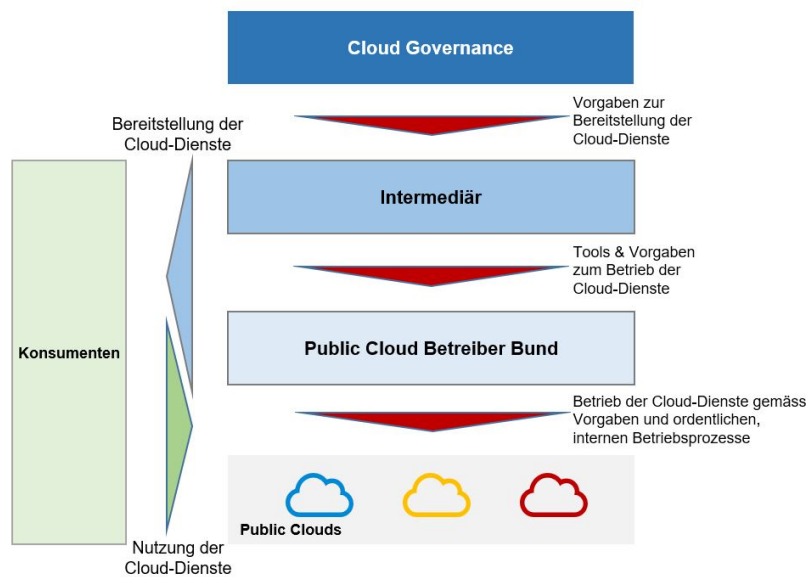 Cloud Governance
Vorgaben zur
Bereitstellung der
Cloud-Dienste
Bereitstellung der
Cloud-Dienste
Intermediär
Tools & Vorgaben
zum Betrieb der
Cloud-Dienste
Konsumenten
Public Cloud Betreiber Bund
Betrieb der Cloud-Dienste gemäss
Vorgaben und ordentlichen,
internen Betriebsprozesse
Public Clouds
Nutzung der
Cloud-Dienste